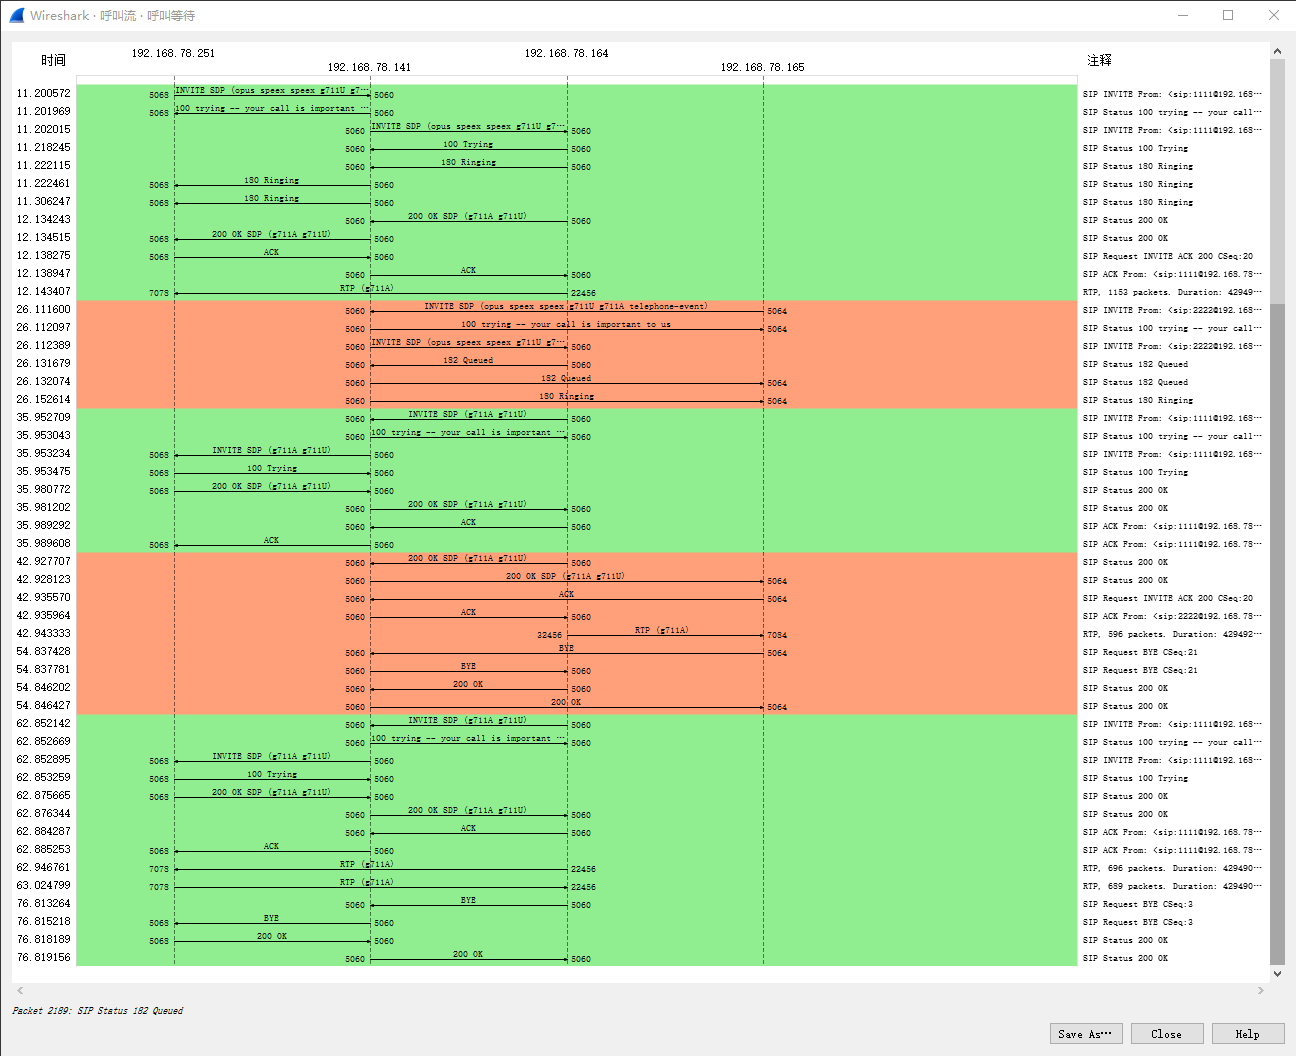 Wireshark · 呼叫流 · 呼叫等待
时间 192.168.78.251 192.168.78.141 192.168.78.164 192.168.78.165 注释
11.200572 5068 INVITE SDP (opus speex speex g711U g7··· 5060 SIP INVITE From: <sip:1111@192.168···
11.201969 5068 100 trying -- your call is important ··· 5060 SIP Status 100 trying -- your call···
11.202015 5060 INVITE SDP (opus speex speex g711U g7··· 5060 SIP INVITE From: <sip:1111@192.168···
11.218245 5060 100 Trying 5060 SIP Status 100 Trying
11.222115 5060 180 Ringing 5060 SIP Status 180 Ringing
11.222461 5068 180 Ringing 5060 SIP Status 180 Ringing
11.306247 5068 180 Ringing 5060 SIP Status 180 Ringing
12.134243 5060 200 OK SDP (g711A g711U) 5060 SIP Status 200 OK
12.134515 5068 200 OK SDP (g711A g711U) 5060 SIP Status 200 OK
12.138275 5068 ACK 5060 SIP Request INVITE ACK 200 CSeq:20
12.138947 5060 ACK 5060 SIP ACK From: <sip:1111@192.168.78···
12.143407 7078 RTP (g711A) 22456 RTP, 1153 packets. Duration: 42949···
26.111600 5060 INVITE SDP (opus speex speex g711U g711A telephone-event) 5064 SIP INVITE From: <sip:2222@192.168···
26.112097 5060 100 trying -- your call is important to us 5064 SIP Status 100 trying -- your call···
26.112389 5060 INVITE SDP (opus speex speex g711U g7··· 5060 SIP INVITE From: <sip:2222@192.168···
26.131679 5060 182 Queued 5060 SIP Status 182 Queued
26.132074 5060 182 Queued 5064 SIP Status 182 Queued
26.152614 5060 180 Ringing 5064 SIP Status 180 Ringing
35.952709 5060 INVITE SDP (g711A g711U) 5060 SIP INVITE From: <sip:1111@192.168···
35.953043 5060 100 trying -- your call is important ··· 5060 SIP Status 100 trying -- your call···
35.953234 5068 INVITE SDP (g711A g711U) 5060 SIP INVITE From: <sip:1111@192.168···
35.953475 5068 100 Trying 5060 SIP Status 100 Trying
35.980772 5068 200 OK SDP (g711A g711U) 5060 SIP Status 200 OK
35.981202 5060 200 OK SDP (g711A g711U) 5060 SIP Status 200 OK
35.989292 5060 ACK 5060 SIP ACK From: <sip:1111@192.168.78···
35.989608 5068 ACK 5060 SIP ACK From: <sip:1111@192.168.78···
42.927707 5060 200 OK SDP (g711A g711U) 5060 SIP Status 200 OK
42.928123 5060 200 OK SDP (g711A g711U) 5064 SIP Status 200 OK
42.935570 5060 ACK 5064 SIP Request INVITE ACK 200 CSeq:20
42.935964 5060 ACK 5060 SIP ACK From: <sip:2222@192.168.78···
42.943333 32456 RTP (g711A) 7084 RTP, 596 packets. Duration: 429492···
54.837428 5060 BYE 5064 SIP Request BYE CSeq:21
54.837781 5060 BYE 5060 SIP Request BYE CSeq:21
54.846202 5060 200 OK 5060 SIP Status 200 OK
54.846427 5060 200 OK 5064 SIP Status 200 OK
62.852142 5060 INVITE SDP (g711A g711U) 5060 SIP INVITE From: <sip:1111@192.168···
62.852669 5060 100 trying -- your call is important ··· 5060 SIP Status 100 trying -- your call···
62.852895 5068 INVITE SDP (g711A g711U) 5060 SIP INVITE From: <sip:1111@192.168···
62.853259 5068 100 Trying 5060 SIP Status 100 Trying
62.875665 5068 200 OK SDP (g711A g711U) 5060 SIP Status 200 OK
62.876344 5060 200 OK SDP (g711A g711U) 5060 SIP Status 200 OK
62.884287 5060 ACK 5060 SIP ACK From: <sip:1111@192.168.78···
62.885253 5068 ACK 5060 SIP ACK From: <sip:1111@192.168.78···
62.946761 7078 RTP (g711A) 22456 RTP, 696 packets. Duration: 429490···
63.024799 7078 RTP (g711A) 22456 RTP, 689 packets. Duration: 429490···
76.813264 5060 BYE 5060 SIP Request BYE CSeq:3
76.815218 5068 BYE 5060 SIP Request BYE CSeq:3
76.818189 5068 200 OK 5060 SIP Status 200 OK
76.819156 5060 200 OK 5060 SIP Status 200 OK
Packet 2189: SIP Status 182 Queued
Save As··· Close Help